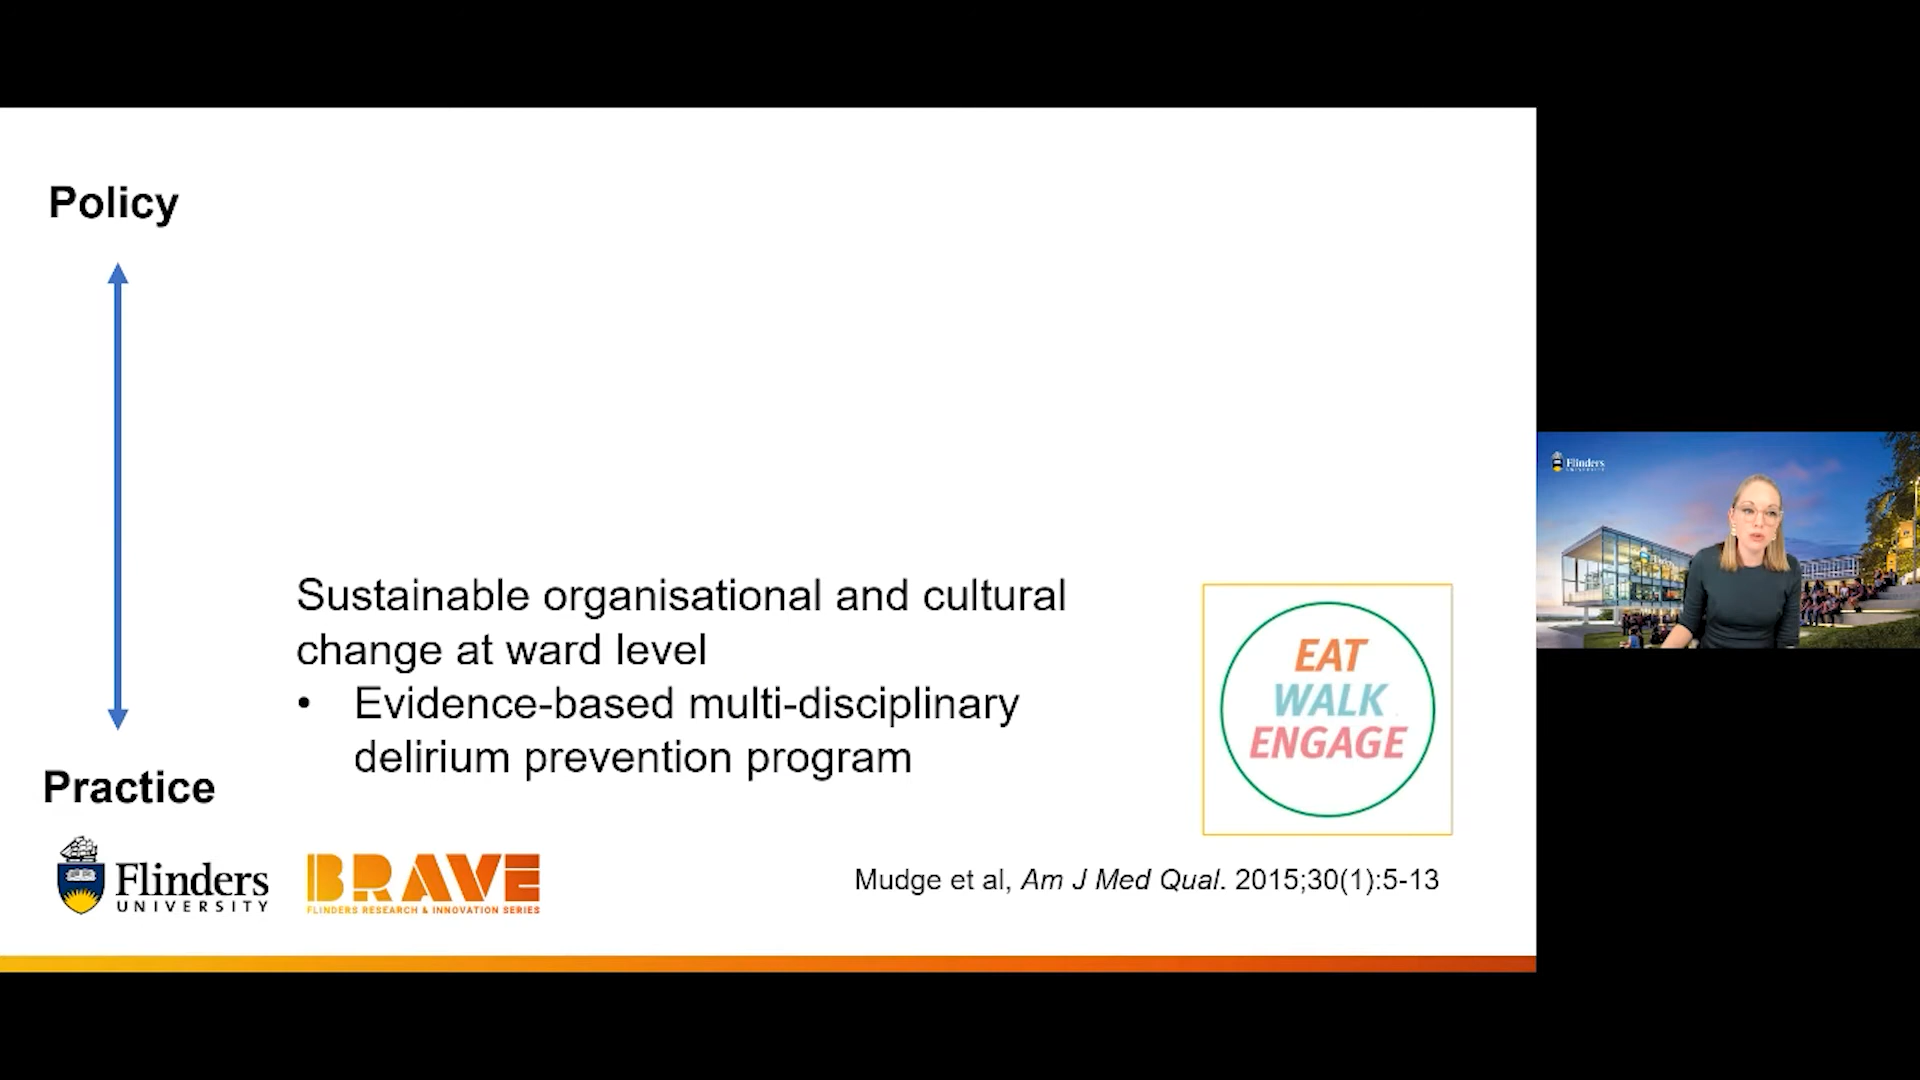 Policy
Sustainable organisational and cultural
change at ward level
• Evidence-based multi-disciplinary
delirium prevention program
Practice
EAT
WALK
ENGAGE
Flinders
UNIVERSITY
BRAVE
FLINDERS RESEARCH & INNOVATION SERIES
Mudge et al, Am J Med Qual. 2015;30(1):5-13
Flinders
UNIVERSITY